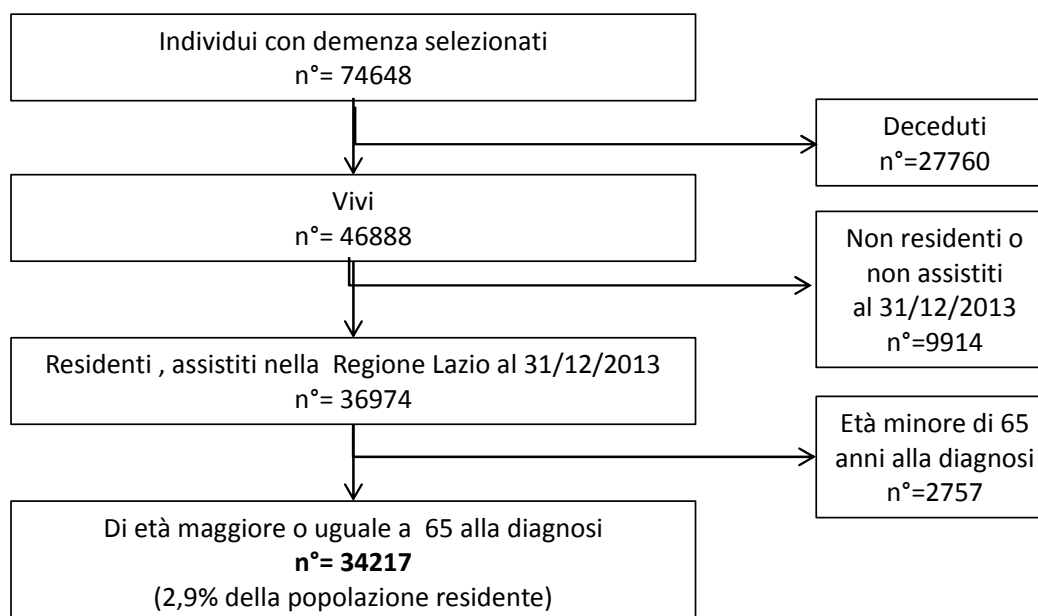 Individui con demenza selezionati
n°= 74648
Deceduti
n°=27760
Vivi
n°= 46888
Non residenti o
non assistiti
al 31/12/2013
n°=9914
Residenti , assistiti nella Regione Lazio al 31/12/2013
n°= 36974
Età minore di 65
anni alla diagnosi
n°=2757
Di età maggiore o uguale a 65 alla diagnosi
n°= 34217
(2,9% della popolazione residente)